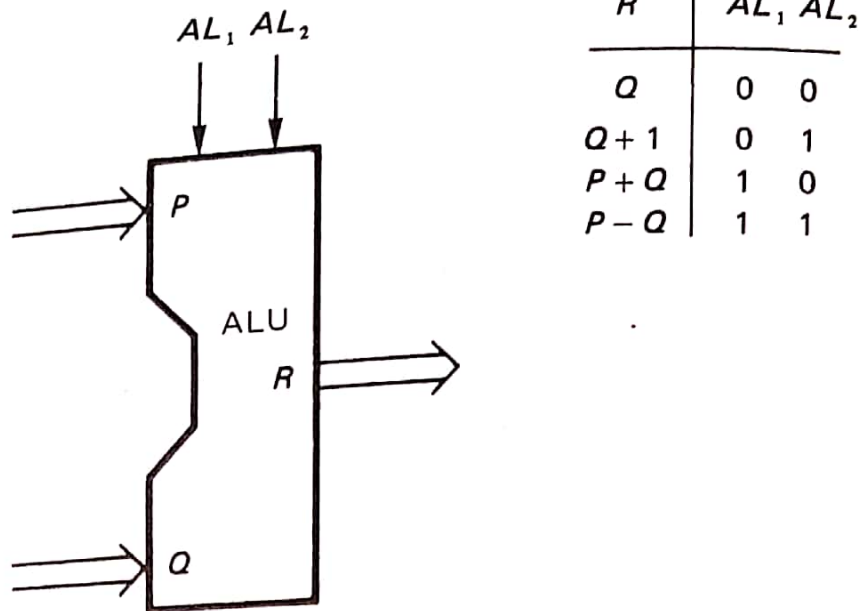 AL₁ AL₂
P
ALU
R
Q
R AL₁ AL₂
Q 0 0
Q + 1 0 1
P + Q 1 0
P − Q 1 1